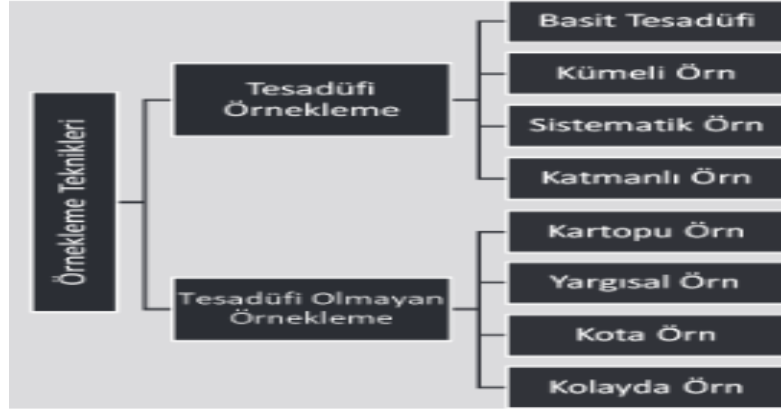 Örnekleme Teknikleri
Tesadüfi
Örnekleme
Basit Tesadüfi
Kümeli Örn
Sistematik Örn
Katmanlı Örn
Tesadüfi Olmayan
Örnekleme
Kartopu Örn
Yargısal Örn
Kota Örn
Kolayda Örn